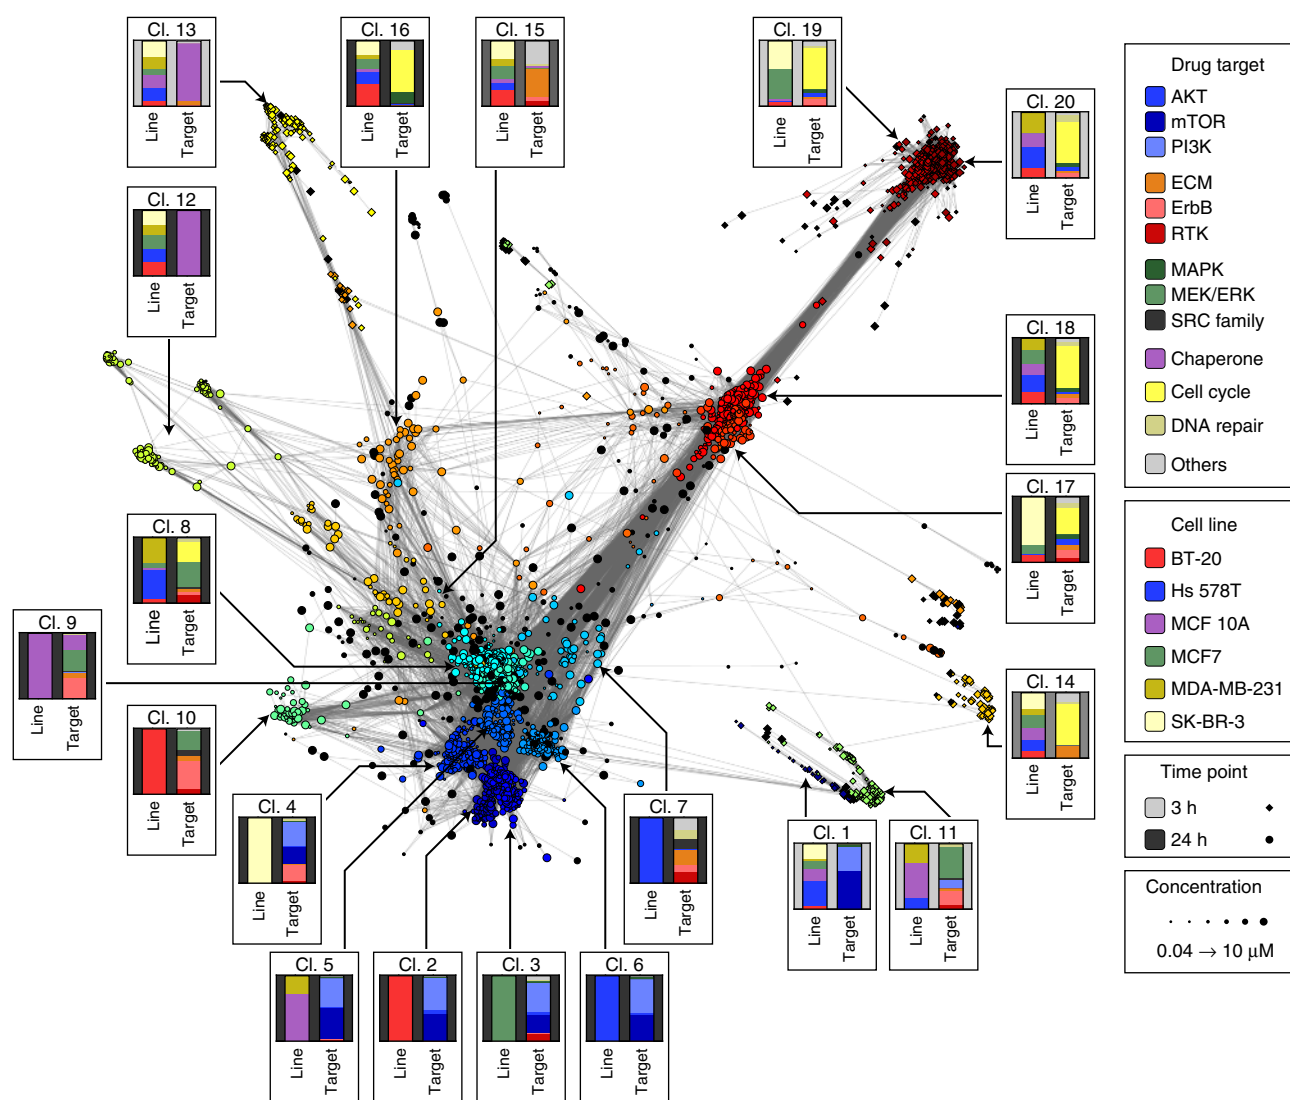 Cl. 13
Line
Target
Cl. 16
Line
Target
Cl. 15
Line
Target
Cl. 19
Line
Target
Cl. 20
Line
Target
Cl. 12
Line
Target
Cl. 18
Line
Target
Cl. 17
Line
Target
Cl. 8
Line
Target
Cl. 9
Line
Target
Cl. 10
Line
Target
Cl. 14
Line
Target
Cl. 4
Line
Target
Cl. 7
Line
Target
Cl. 1
Line
Target
Cl. 11
Line
Target
Cl. 5
Line
Target
Cl. 2
Line
Target
Cl. 3
Line
Target
Cl. 6
Line
Target
Drug target
AKT
mTOR
PI3K
ECM
ErbB
RTK
MAPK
MEK/ERK
SRC family
Chaperone
Cell cycle
DNA repair
Others
Cell line
BT-20
Hs 578T
MCF 10A
MCF7
MDA-MB-231
SK-BR-3
Time point
3 h
24 h
Concentration
0.04 → 10 μM